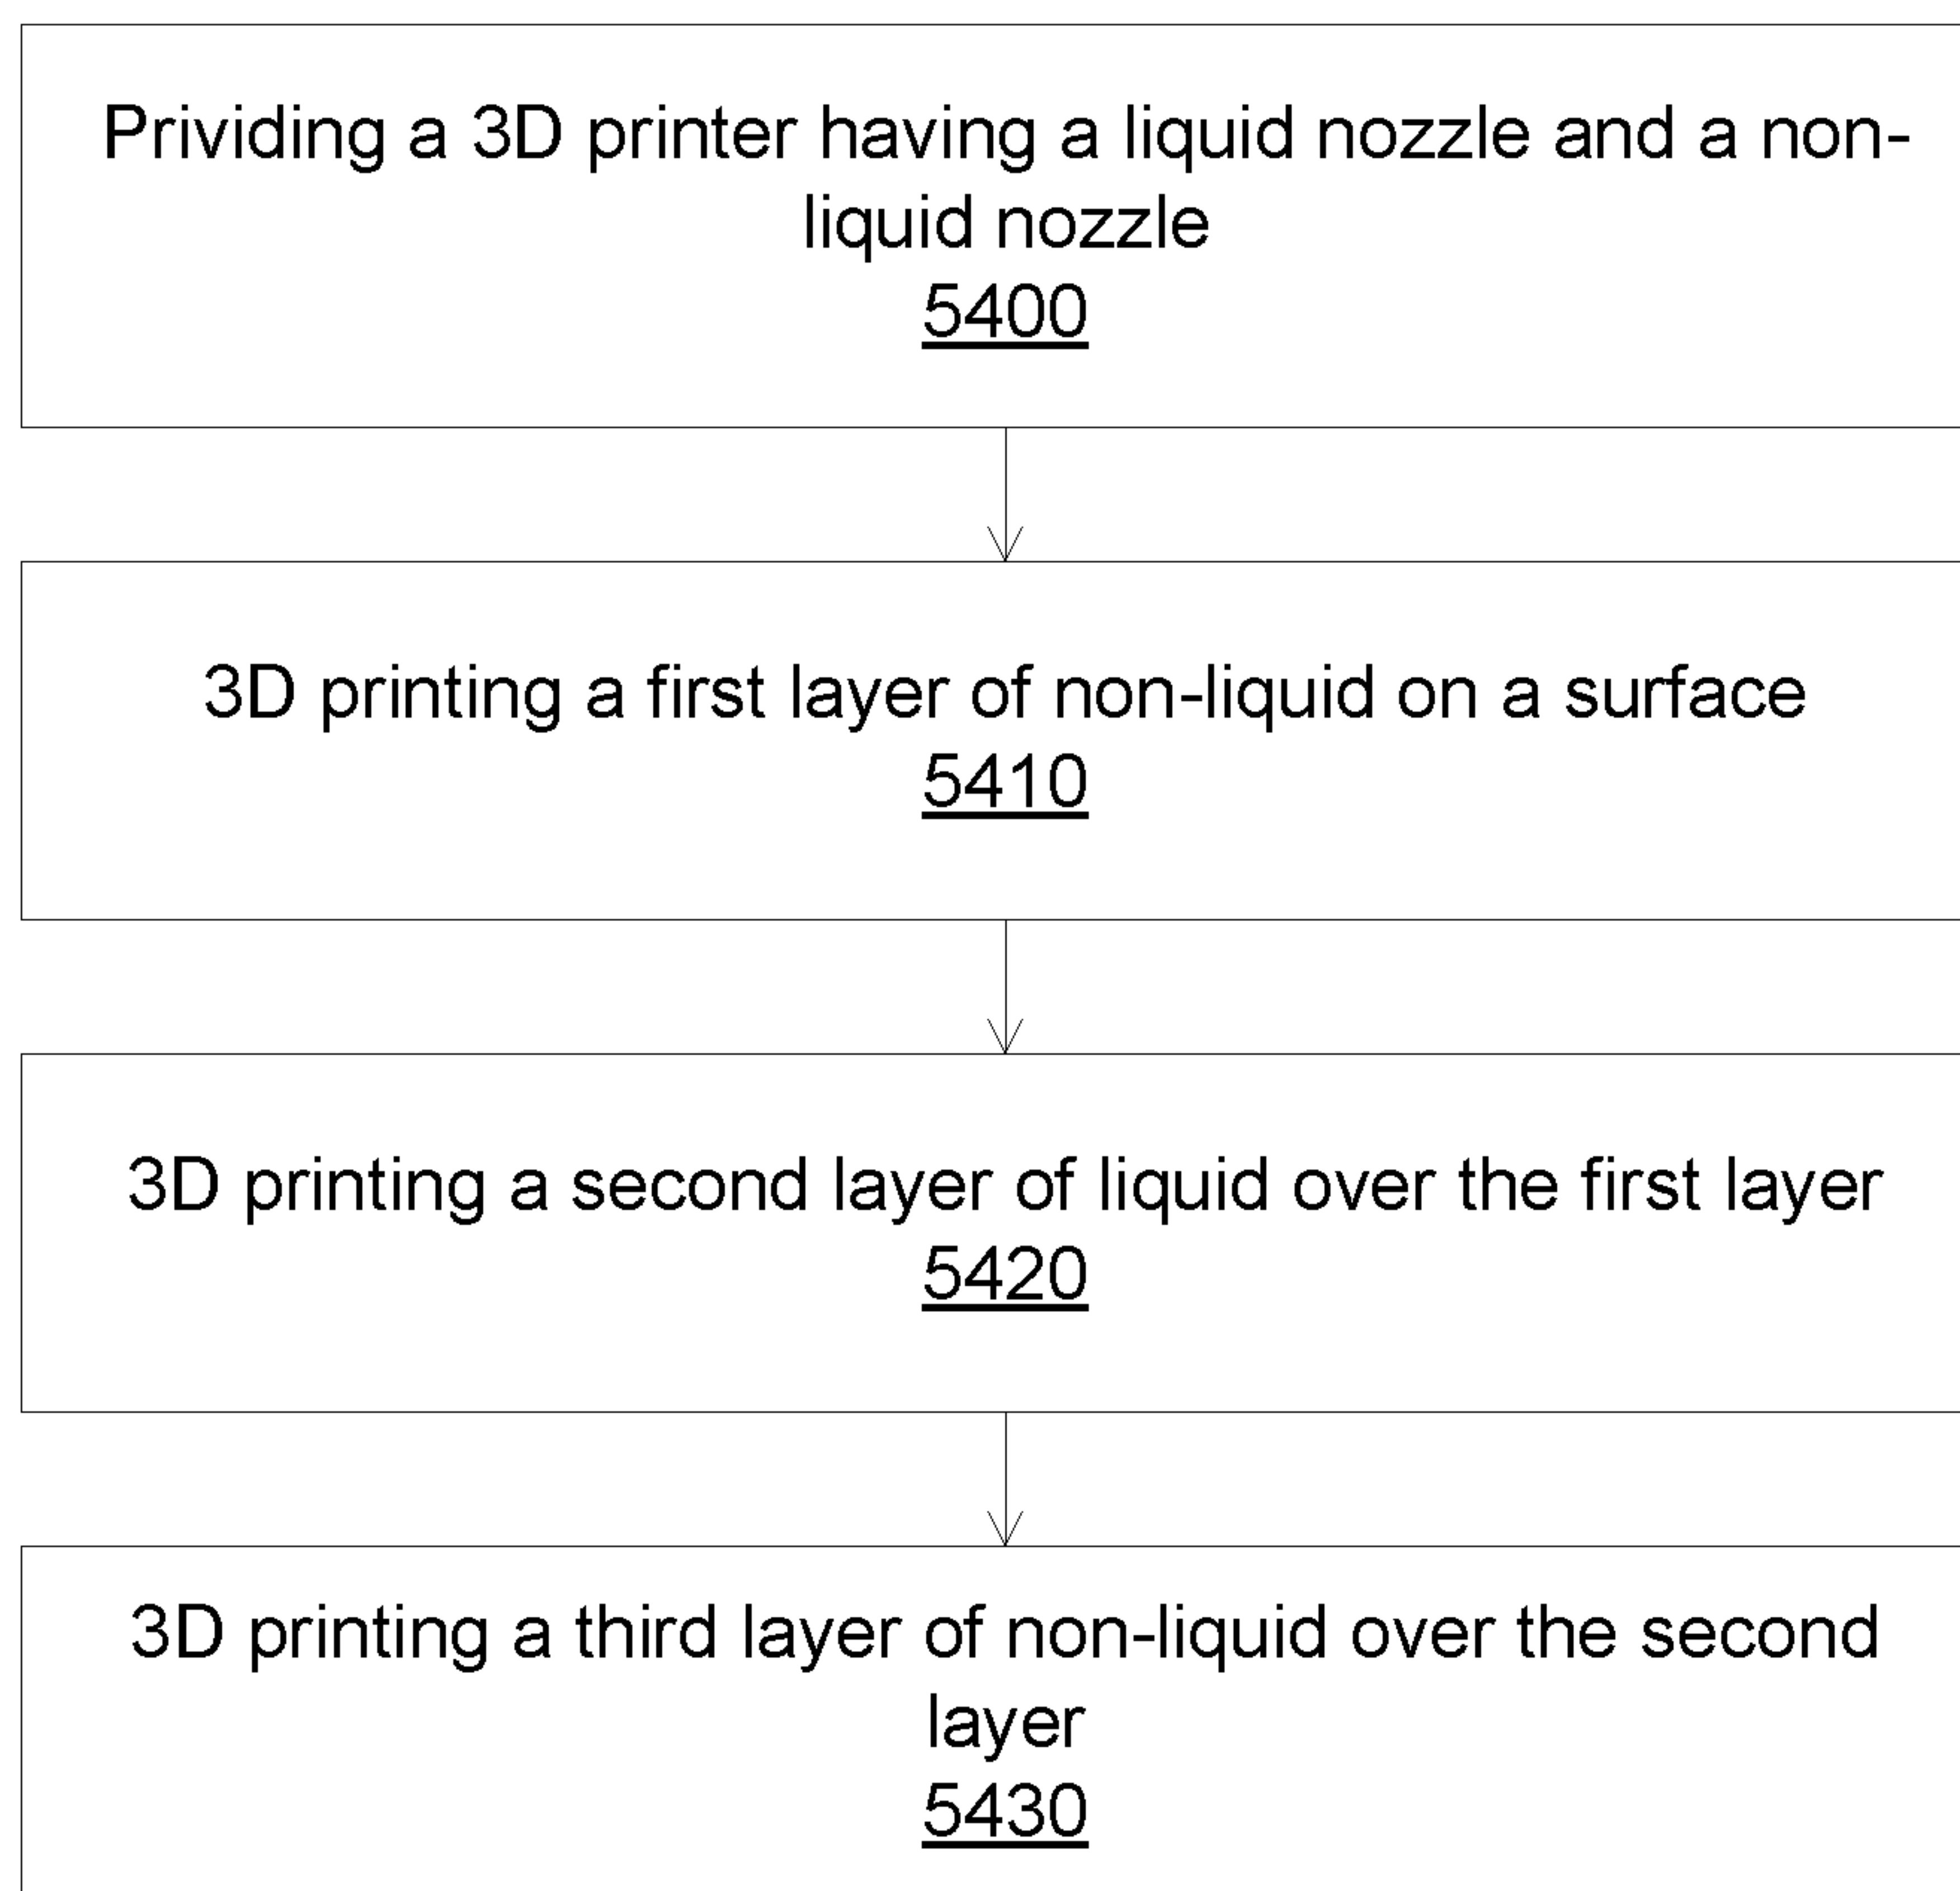 Prividing a 3D printer having a liquid nozzle and a non-
liquid nozzle
5400
3D printing a first layer of non-liquid on a surface
5410
3D printing a second layer of liquid over the first layer
5420
3D printing a third layer of non-liquid over the second
layer
5430